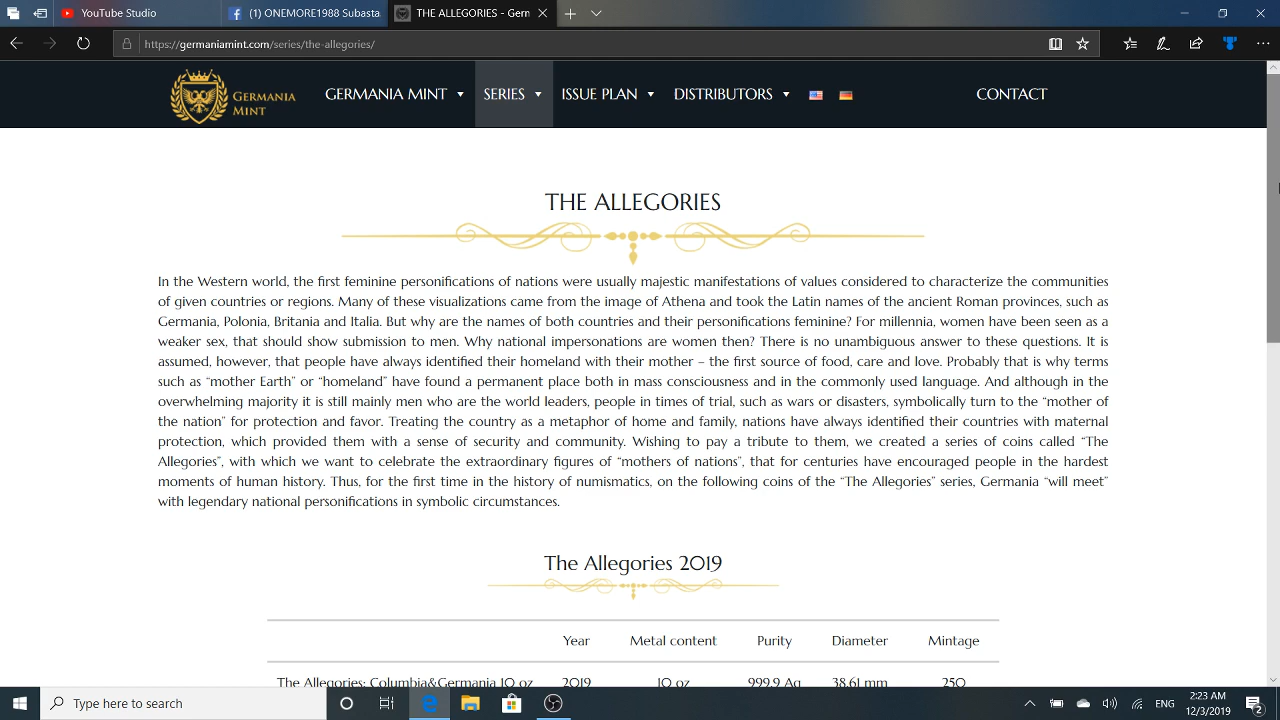 YouTube Studio
(1) ONEMORE1988 Subasta
THE ALLEGORIES - Gern
https://germaniamint.com/series/the-allegories/
GERMANIA MINT
GERMANIA MINT
SERIES
ISSUE PLAN
DISTRIBUTORS
CONTACT
THE ALLEGORIES
In the Western world, the first feminine personifications of nations were usually majestic manifestations of values considered to characterize the communities
of given countries or regions. Many of these visualizations came from the image of Athena and took the Latin names of the ancient Roman provinces, such as
Germania, Polonia, Britania and Italia. But why are the names of both countries and their personifications feminine? For millennia, women have been seen as a
weaker sex, that should show submission to men. Why national impersonations are women then? There is no unambiguous answer to these questions. It is
assumed, however, that people have always identified their homeland with their mother – the first source of food, care and love. Probably that is why terms
such as “mother Earth” or “homeland” have found a permanent place both in mass consciousness and in the commonly used language. And although in the
overwhelming majority it is still mainly men who are the world leaders, people in times of trial, such as wars or disasters, symbolically turn to the “mother of
the nation” for protection and favor. Treating the country as a metaphor of home and family, nations have always identified their countries with maternal
protection, which provided them with a sense of security and community. Wishing to pay a tribute to them, we created a series of coins called “The
Allegories”, with which we want to celebrate the extraordinary figures of “mothers of nations”, that for centuries have encouraged people in the hardest
moments of human history. Thus, for the first time in the history of numismatics, on the following coins of the “The Allegories” series, Germania “will meet”
with legendary national personifications in symbolic circumstances.
The Allegories 2019
Year Metal content Purity Diameter Mintage
The Allegories: Columbia&Germania 10 oz 2019 10 oz 999.9 Ag 38.61 mm 250
Type here to search
ENG
2:23 AM
12/3/2019
2